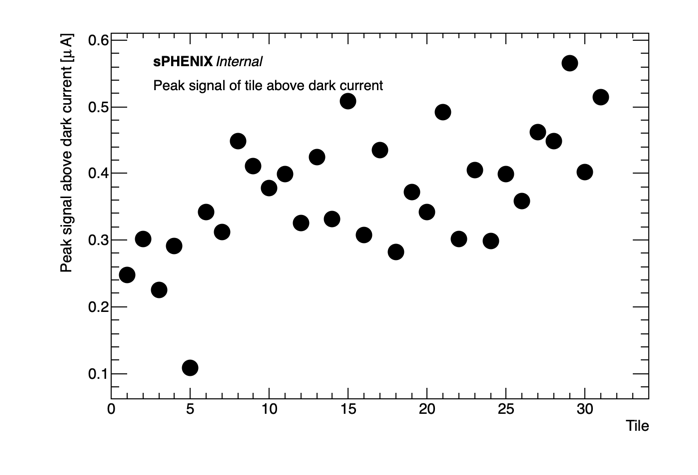 sPHENIX Internal
Peak signal of tile above dark current
Peak signal above dark current [μA]
0.6
0.5
0.4
0.3
0.2
0.1
0 5 10 15 20 25 30
Tile